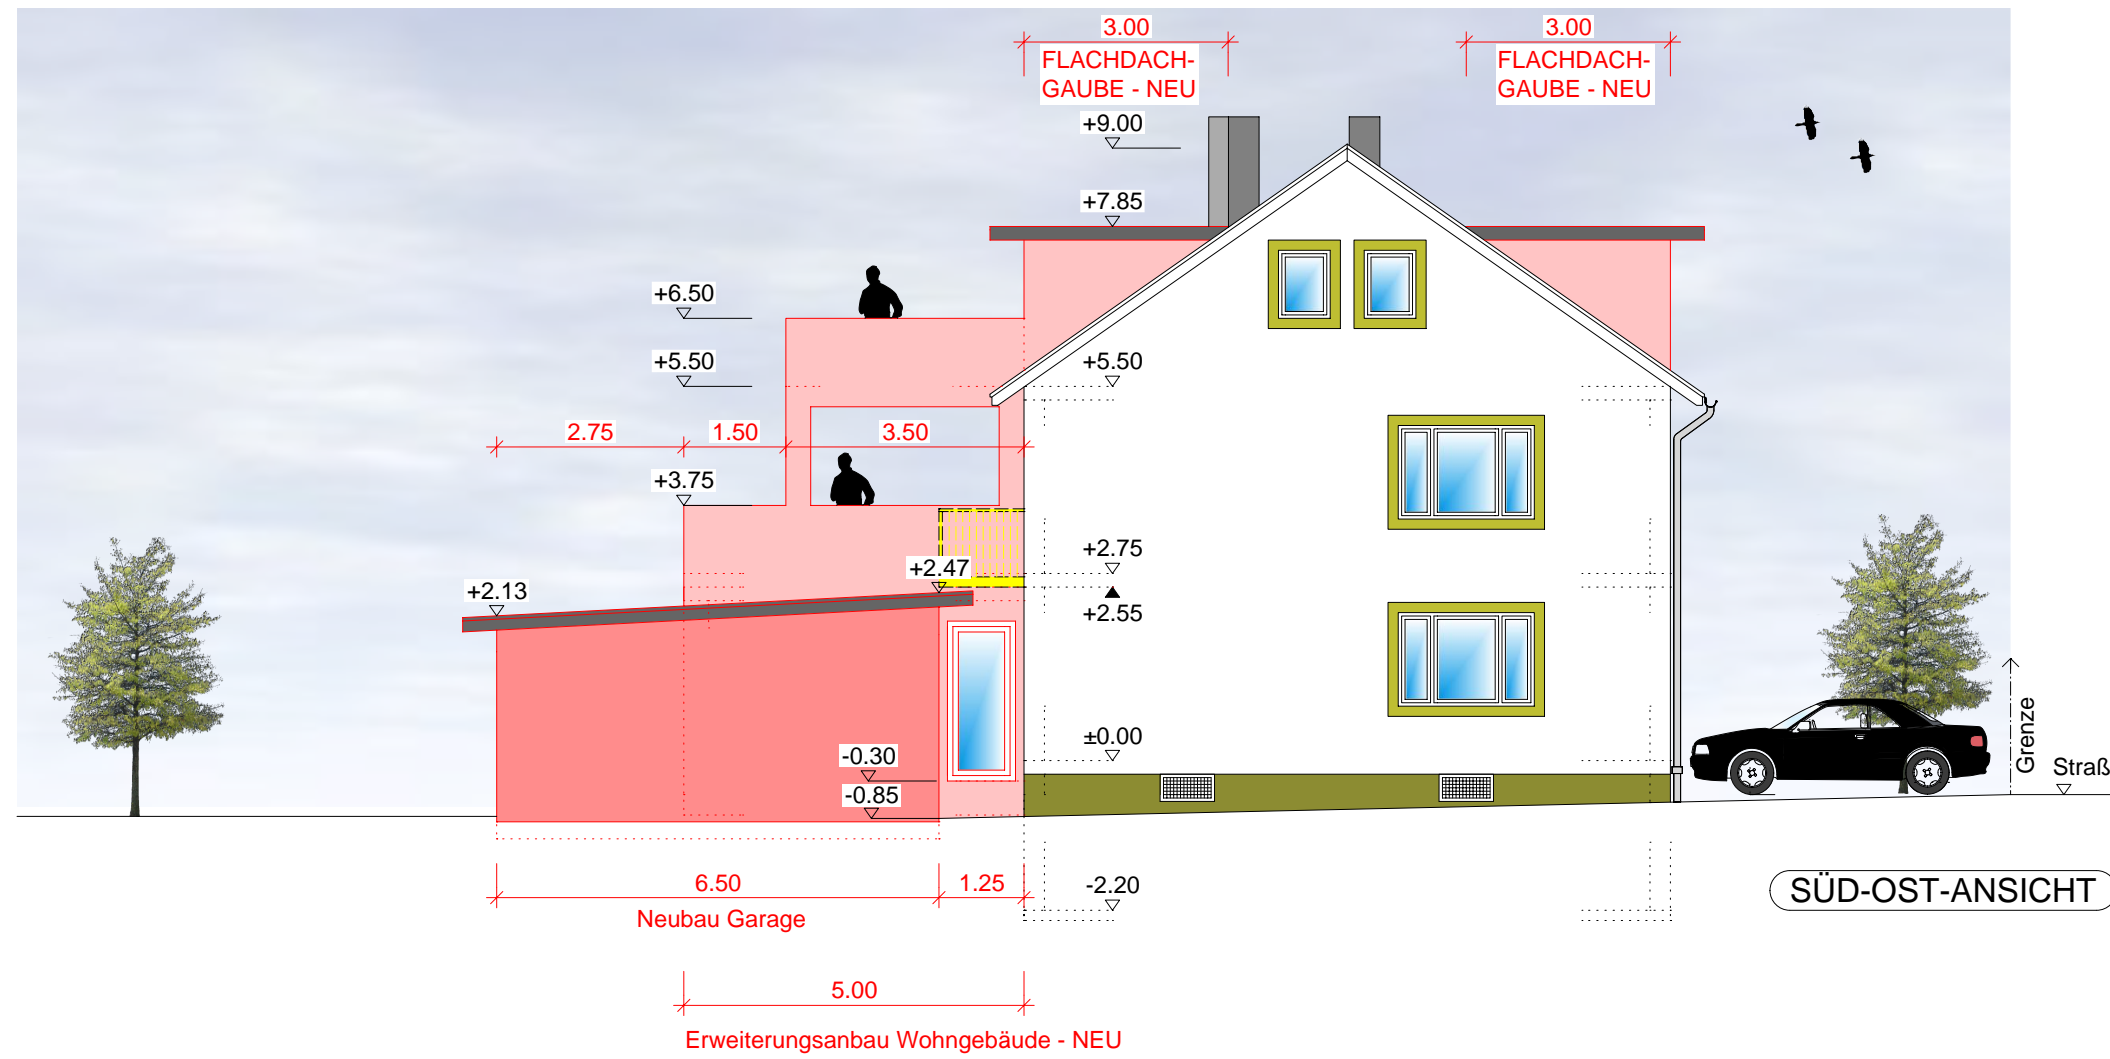 3.00
3.00
FLACHDACH-
GAUBE - NEU
FLACHDACH-
GAUBE - NEU
+9.00
+7.85
+6.50
+5.50
+5.50
2.75
1.50
3.50
+3.75
+2.75
+2.47
+2.13
+2.55
±0.00
-0.30
-0.85
Grenze
Straß
6.50
1.25
-2.20
SÜD-OST-ANSICHT
Neubau Garage
5.00
Erweiterungsanbau Wohngebäude - NEU